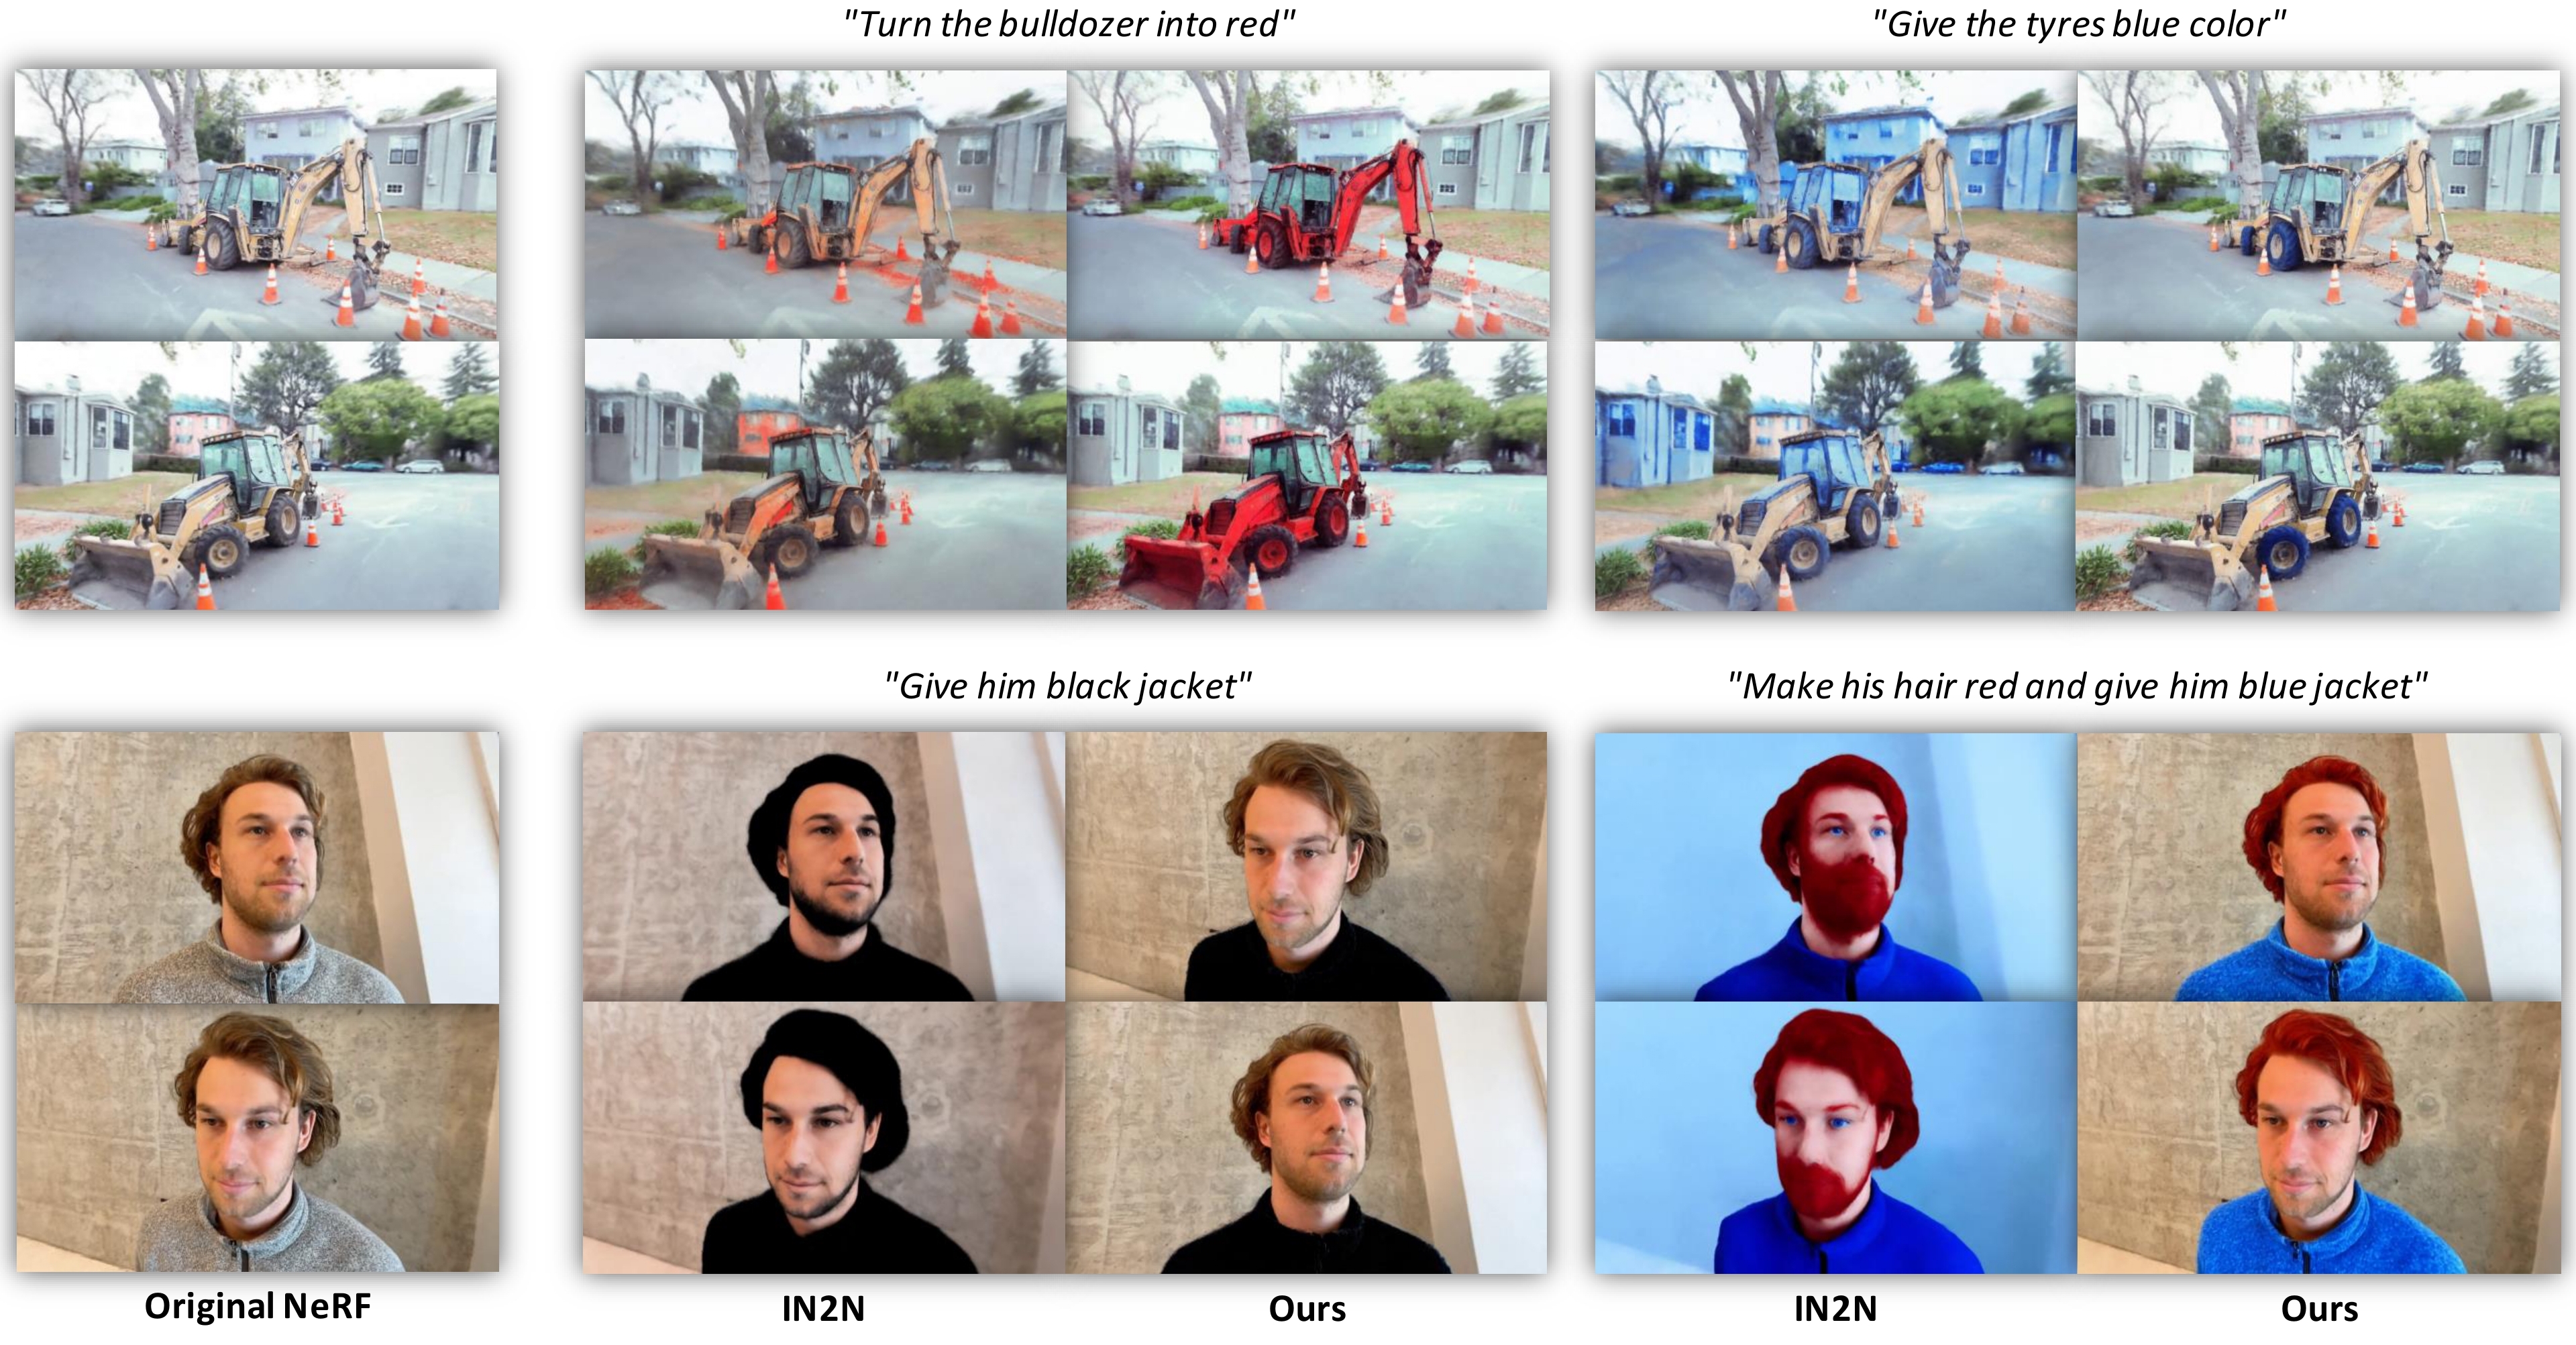 "Turn the bulldozer into red"
"Give the tyres blue color"
"Give him black jacket"
"Make his hair red and give him blue jacket"
Original NeRF
IN2N
Ours
IN2N
Ours